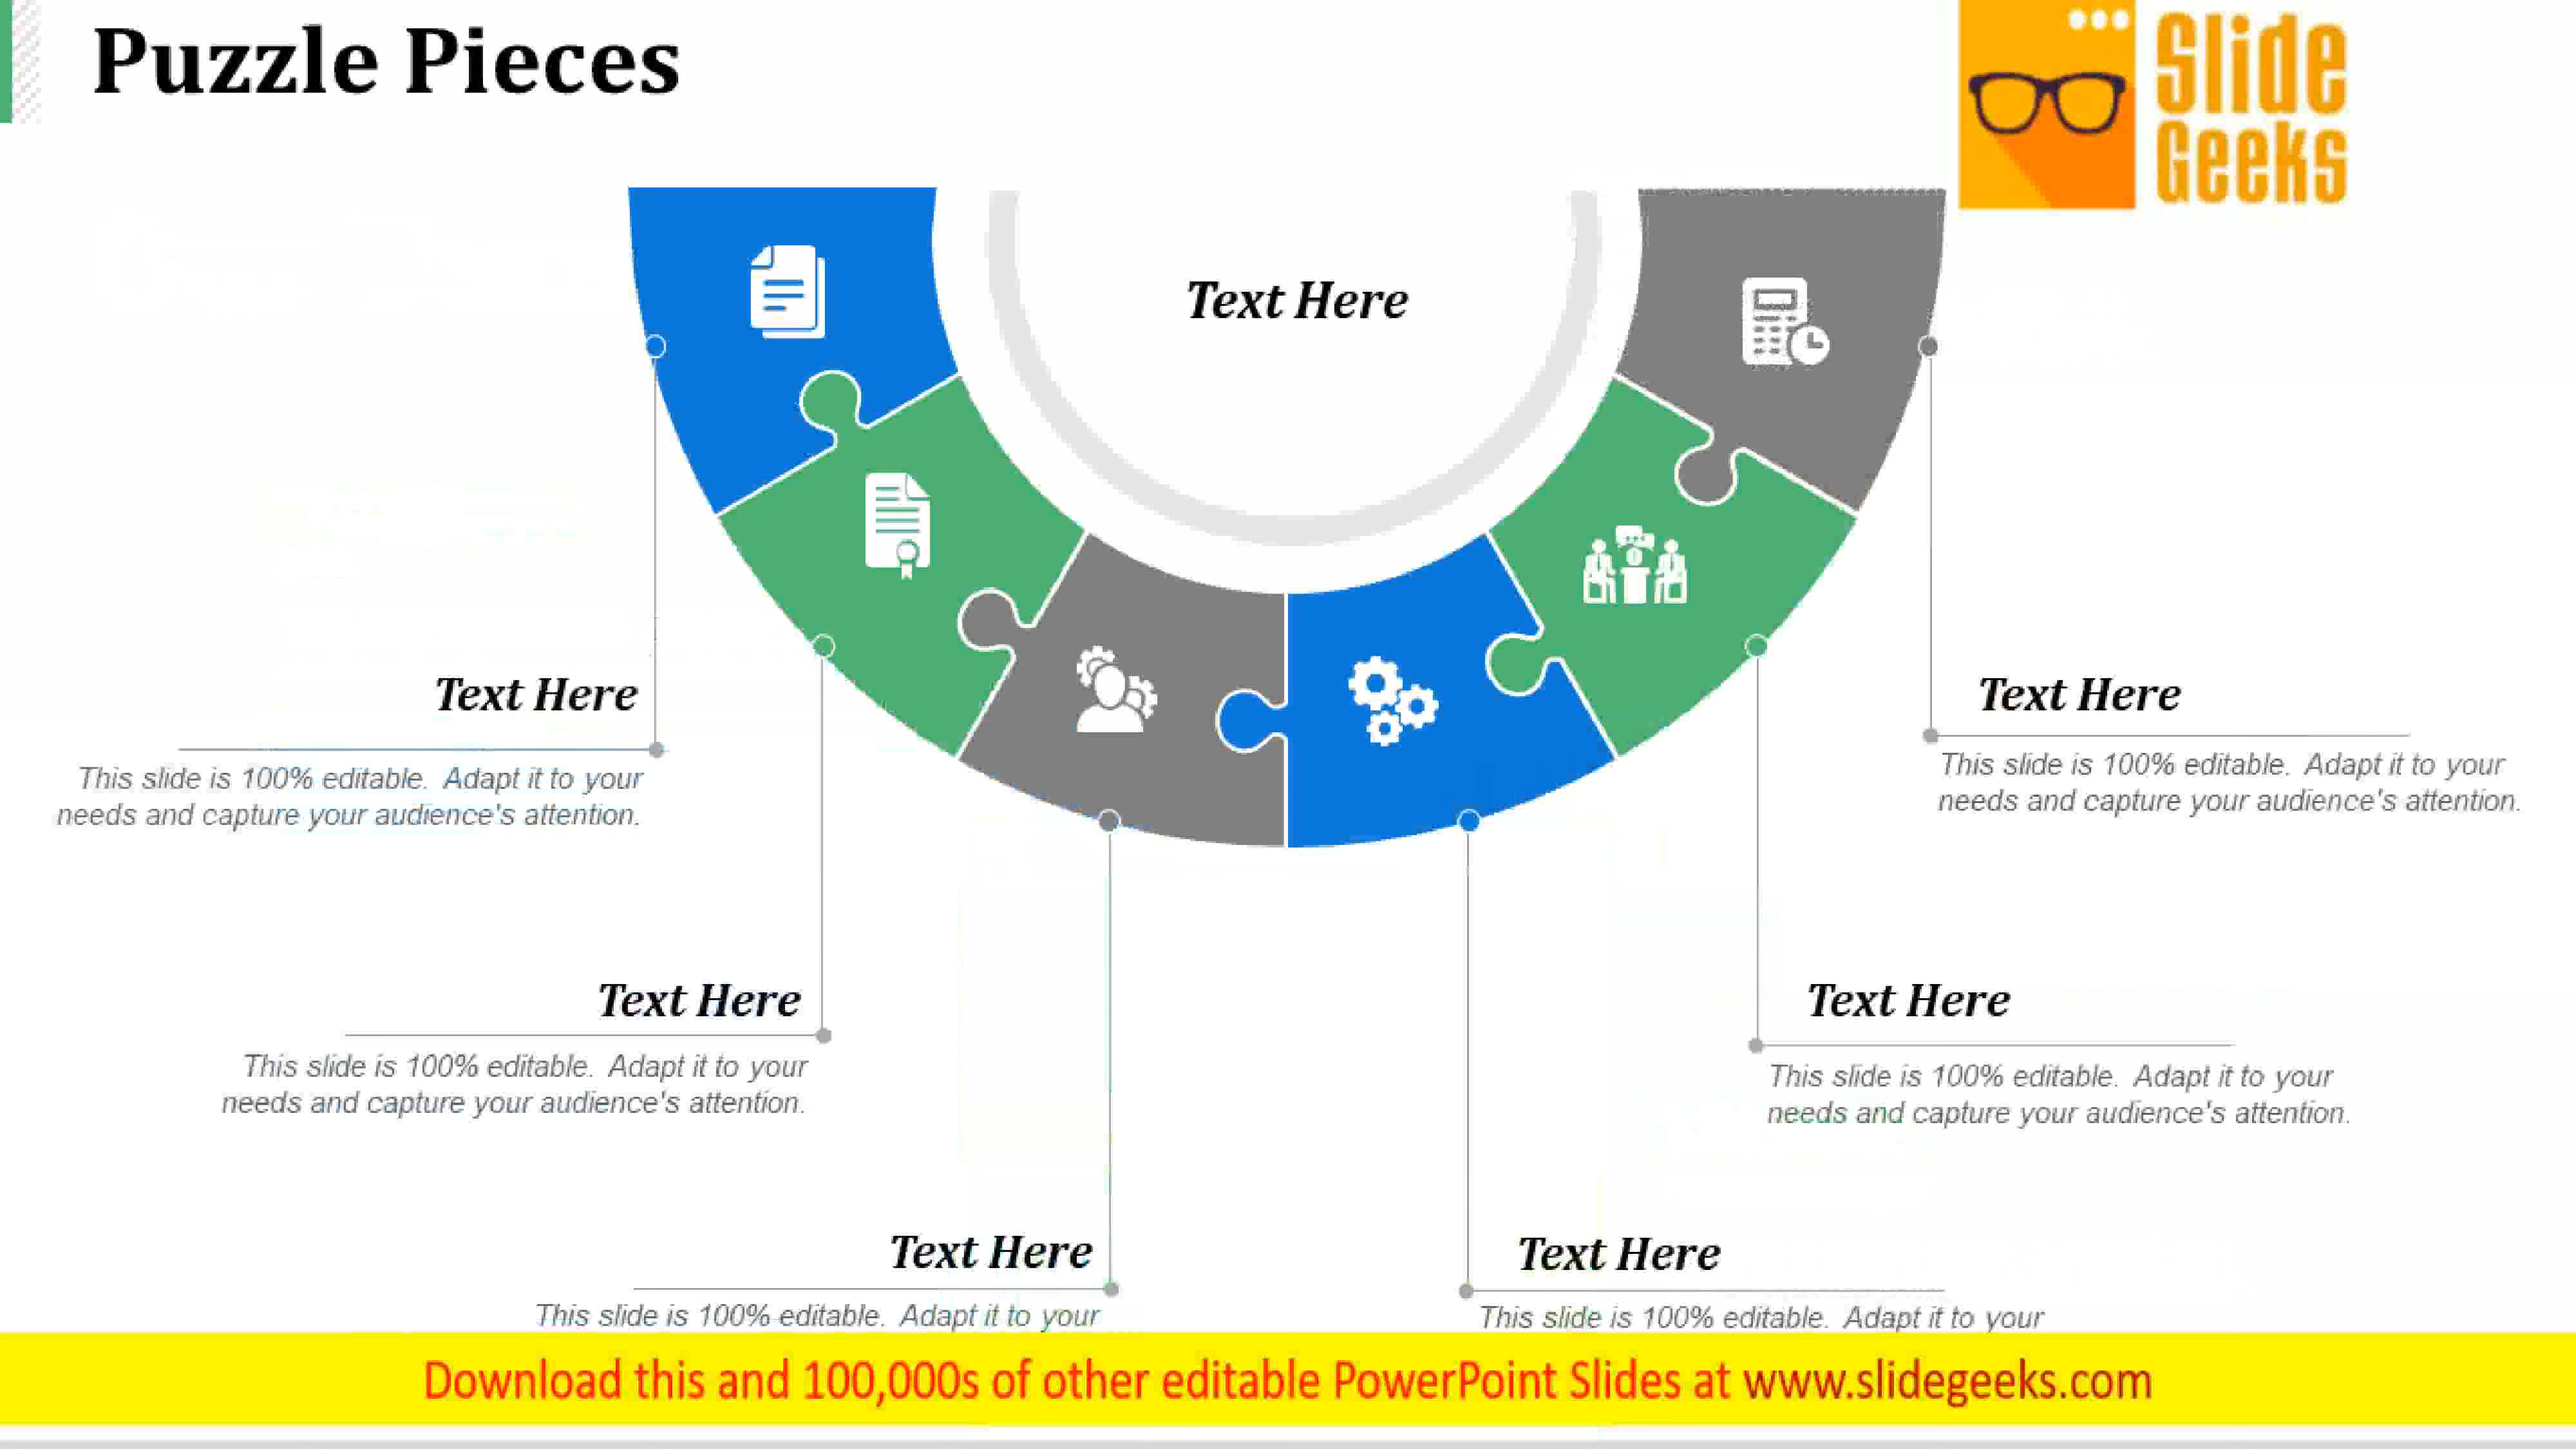 Puzzle Pieces
Slide
Geeks
Text Here
Text Here
This slide is 100% editable. Adapt it to your
needs and capture your audience's attention.
Text Here
This slide is 100% editable. Adapt it to your
needs and capture your audience's attention.
Text Here
This slide is 100% editable. Adapt it to your
Text Here
This slide is 100% editable. Adapt it to your
Text Here
This slide is 100% editable. Adapt it to your
needs and capture your audience's attention.
Text Here
This slide is 100% editable. Adapt it to your
needs and capture your audience's attention.
Download this and 100,000s of other editable PowerPoint Slides at www.slidegeeks.com